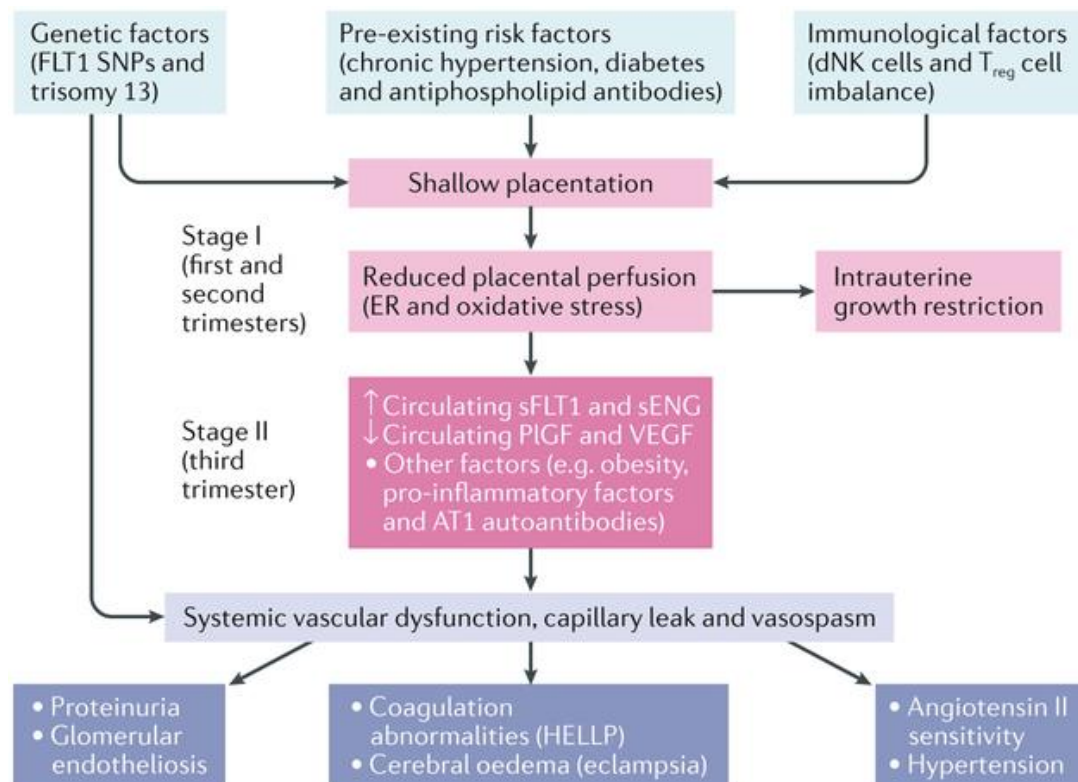 Genetic factors
(FLT1 SNPs and
trisomy 13)
Pre-existing risk factors
(chronic hypertension, diabetes
and antiphospholipid antibodies)
Immunological factors
(dNK cells and Treg cell
imbalance)
Shallow placentation
Stage I
(first and
second
trimesters)
Reduced placental perfusion
(ER and oxidative stress)
Intrauterine
growth restriction
Stage II
(third
trimester)
↑ Circulating sFLT1 and sENG
↓ Circulating PlGF and VEGF
• Other factors (e.g. obesity,
pro-inflammatory factors
and AT1 autoantibodies)
Systemic vascular dysfunction, capillary leak and vasospasm
• Proteinuria
• Glomerular
endotheliosis
• Coagulation
abnormalities (HELLP)
• Cerebral oedema (eclampsia)
• Angiotensin II
sensitivity
• Hypertension